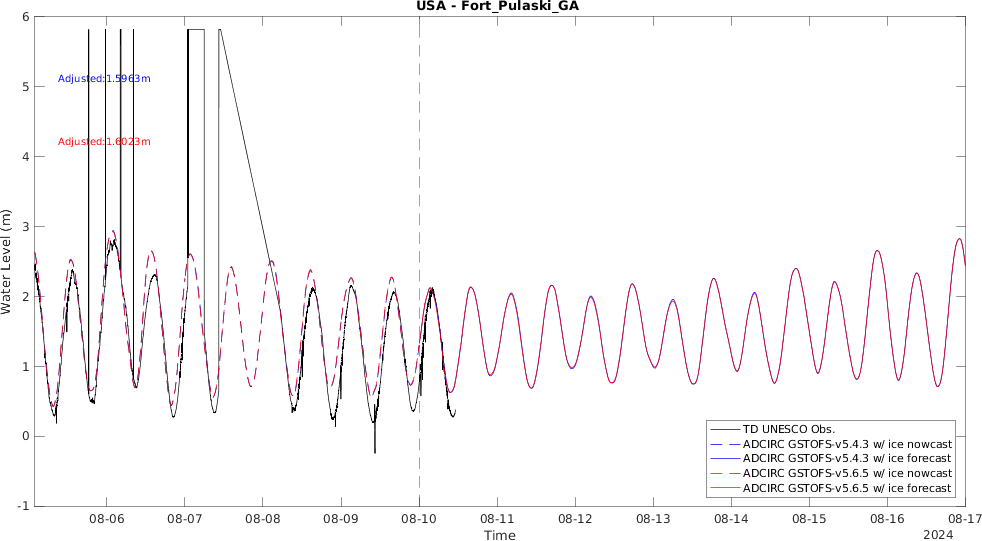 USA - Fort_Pulaski_GA
6
5
4
3
2
1
0
-1
Water Level (m)
Adjusted:1.5963m
Adjusted:1.6023m
TD UNESCO Obs.
ADCIRC GSTOFS-v5.4.3 w/ ice nowcast
ADCIRC GSTOFS-v5.4.3 w/ ice forecast
ADCIRC GSTOFS-v5.6.5 w/ ice nowcast
ADCIRC GSTOFS-v5.6.5 w/ ice forecast
08-06 08-07 08-08 08-09 08-10 08-11 08-12 08-13 08-14 08-15 08-16 08-17
Time
2024